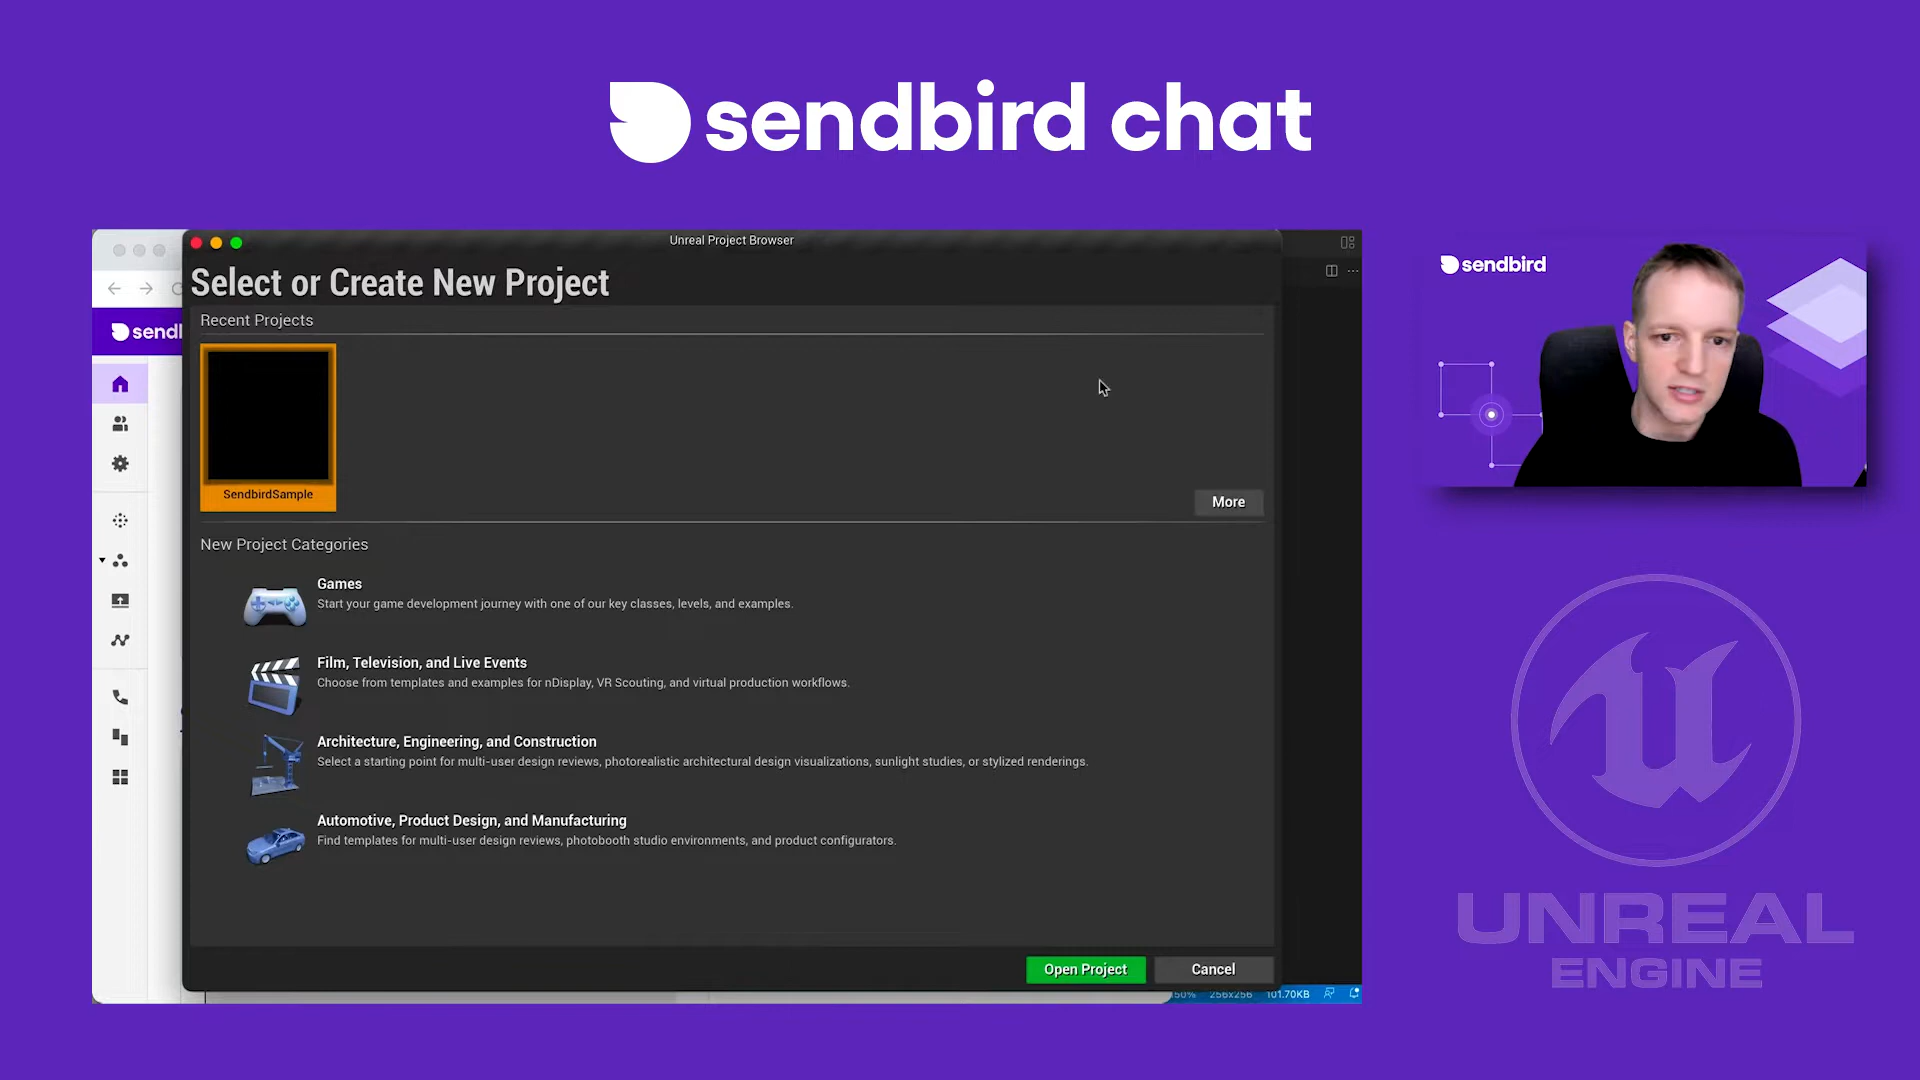 sendbird chat
Unreal Project Browser
Select or Create New Project
Recent Projects
SendbirdSample
More
New Project Categories
Games
Start your game development journey with one of our key classes, levels, and examples.
Film, Television, and Live Events
Choose from templates and examples for nDisplay, VR Scouting, and virtual production workflows.
Architecture, Engineering, and Construction
Select a starting point for multi-user design reviews, photorealistic architectural design visualizations, sunlight studies, or stylized renderings.
Automotive, Product Design, and Manufacturing
Find templates for multi-user design reviews, photobooth studio environments, and product configurators.
Open Project
Cancel
256x256
101.70KB
sendbird
UNREAL
ENGINE